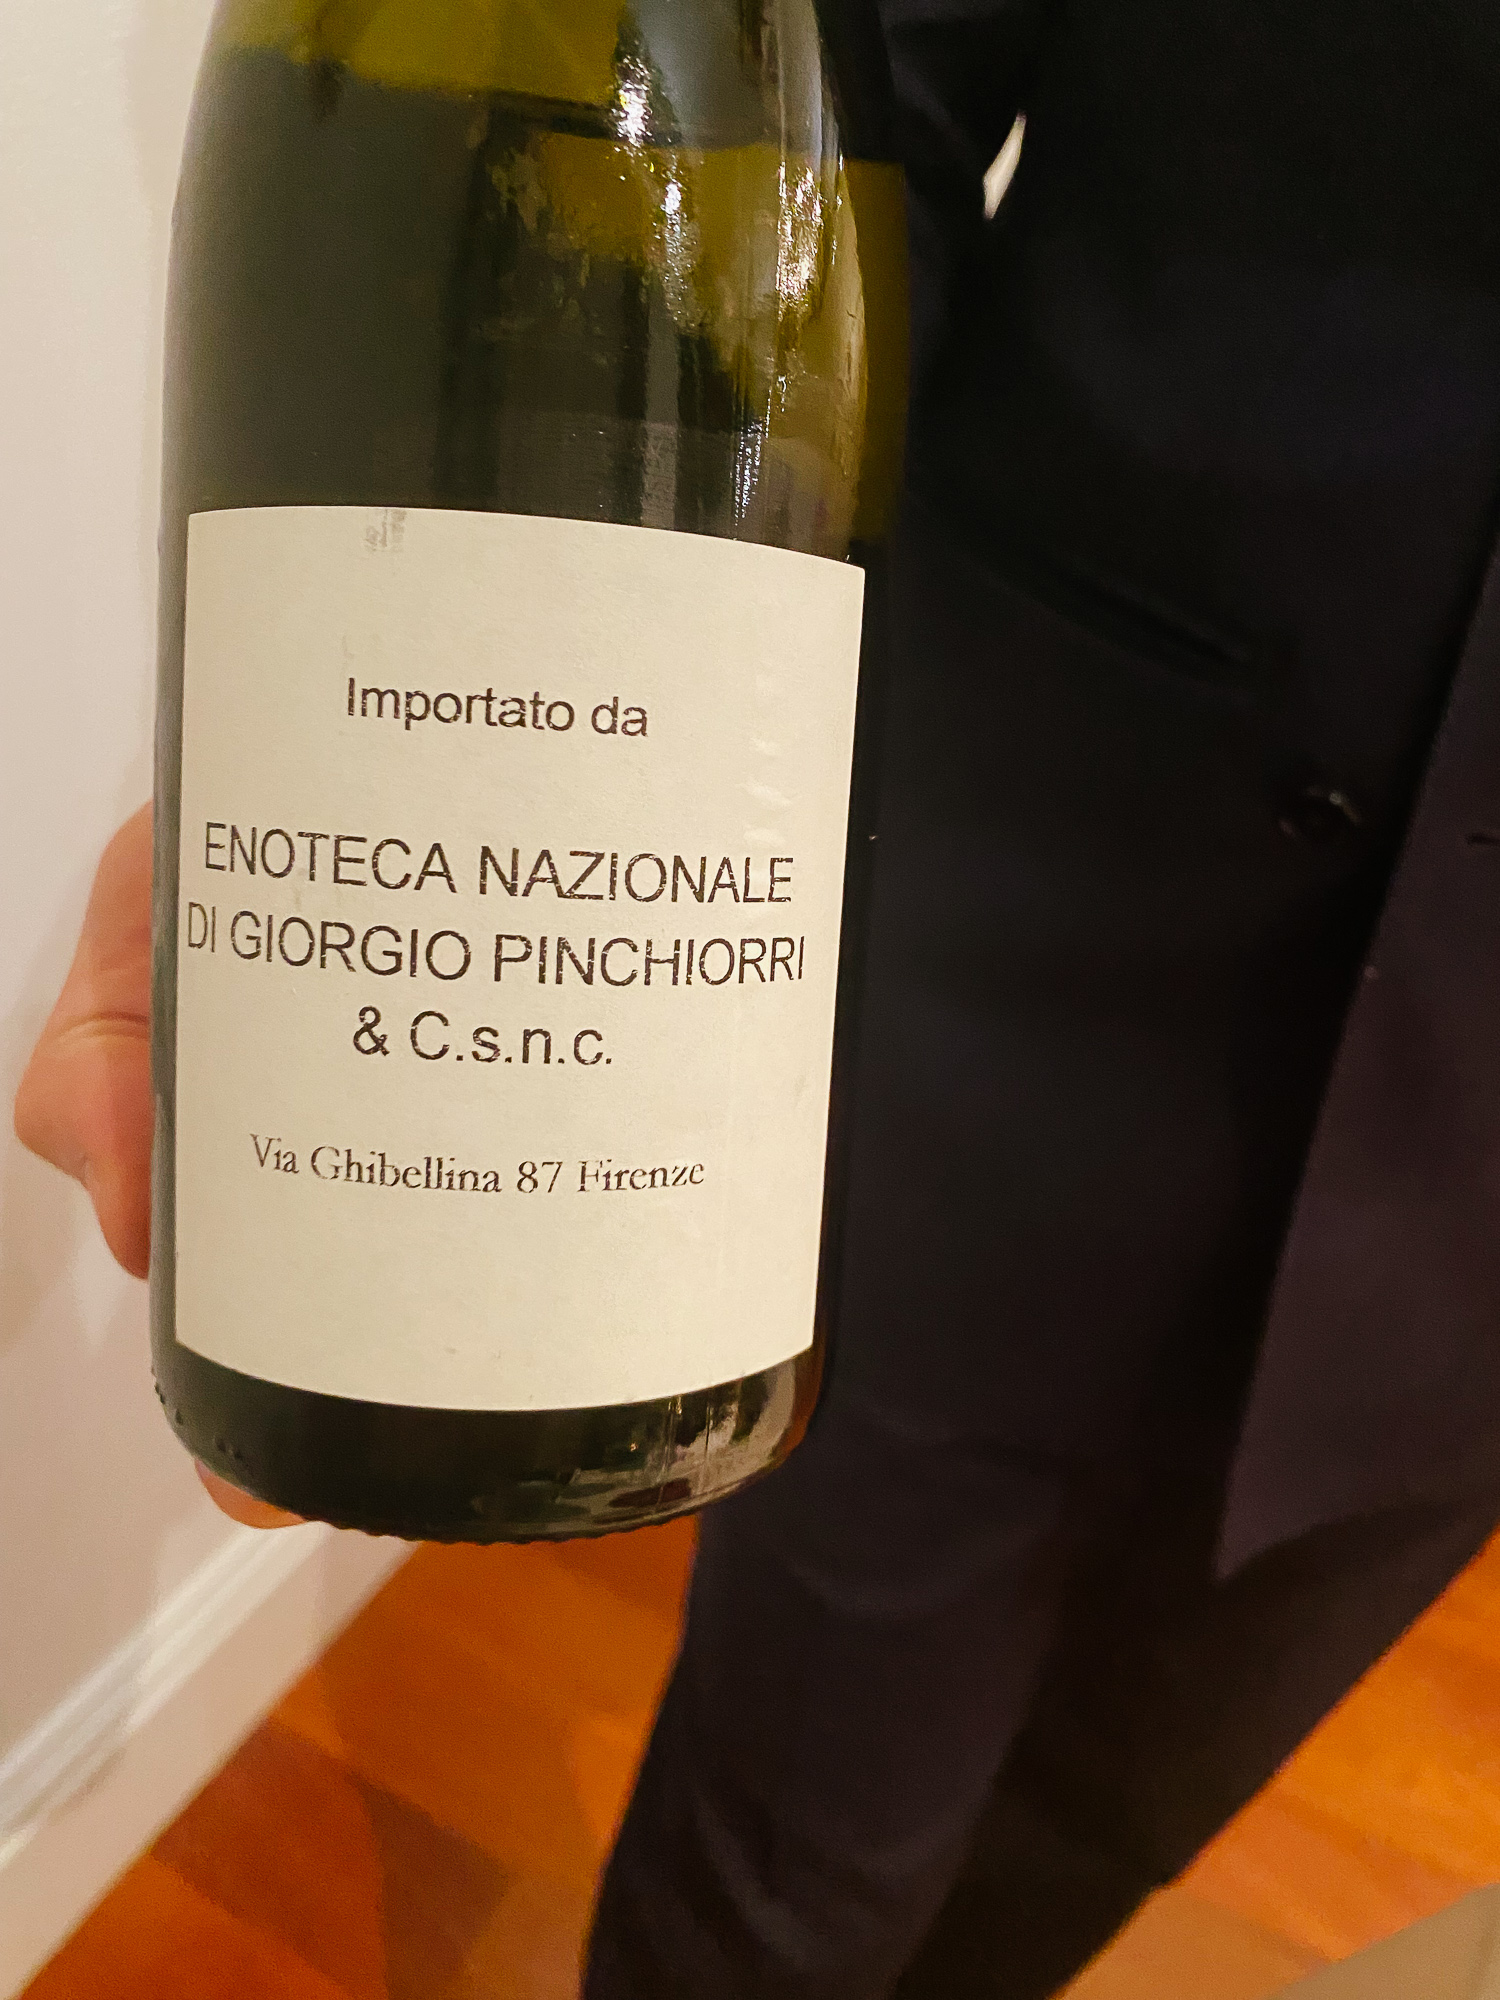 Importato da
ENOTECA NAZIONALE
DI GIORGIO PINCHIORRI
& C.s.n.c.
Via Ghibellina 87 Firenze